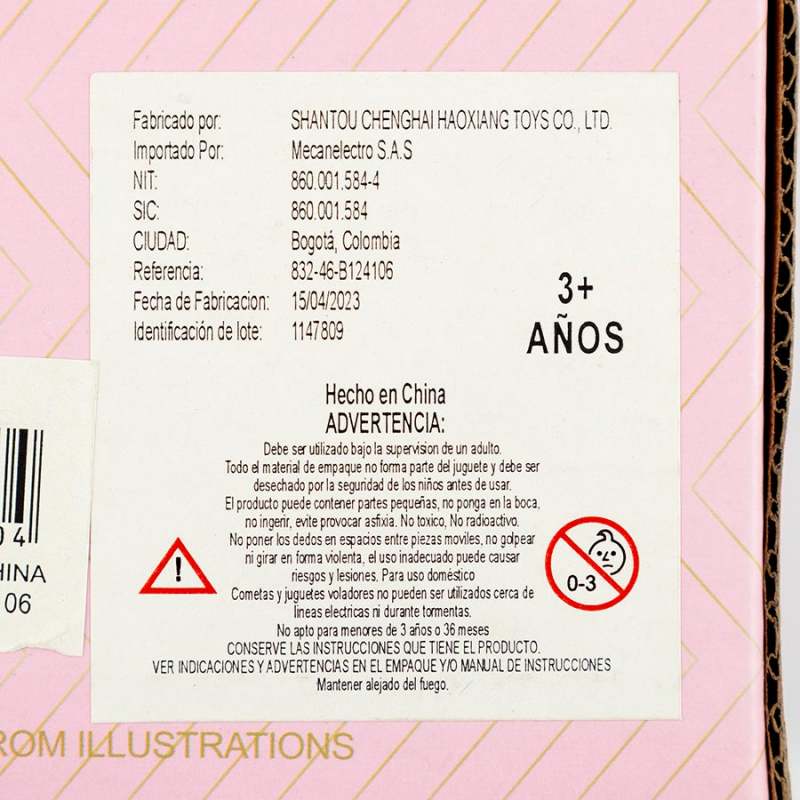 Fabricado por: SHANTOU CHENGHAI HAOXIANG TOYS CO., LTD.
Importado Por: Mecanelectro S.A.S
NIT: 860.001.584-4
SIC: 860.001.584
CIUDAD: Bogotá, Colombia
Referencia: 832-46-B124106
Fecha de Fabricacion: 15/04/2023
Identificación de lote: 1147809
3+
AÑOS
Hecho en China
ADVERTENCIA:
Debe ser utilizado bajo la supervision de un adulto.
Todo el material de empaque no forma parte del juguete y debe ser
desechado por la seguridad de los niños antes de usar.
El producto puede contener partes pequeñas, no ponga en la boca,
no ingerir, evite provocar asfixia. No toxico, No radioactivo.
No poner los dedos en espacios entre piezas moviles, no golpear
ni girar en forma violenta, el uso inadecuado puede causar
riesgos y lesiones. Para uso doméstico
Cometas y juguetes voladores no pueden ser utilizados cerca de
lineas electricas ni durante tormentas.
No apto para menores de 3 años o 36 meses
CONSERVE LAS INSTRUCCIONES QUE TIENE EL PRODUCTO.
VER INDICACIONES Y ADVERTENCIAS EN EL EMPAQUE Y/O MANUAL DE INSTRUCCIONES
Mantener alejado del fuego.
!
0-3
04
HINA
06
ROM ILLUSTRATIONS